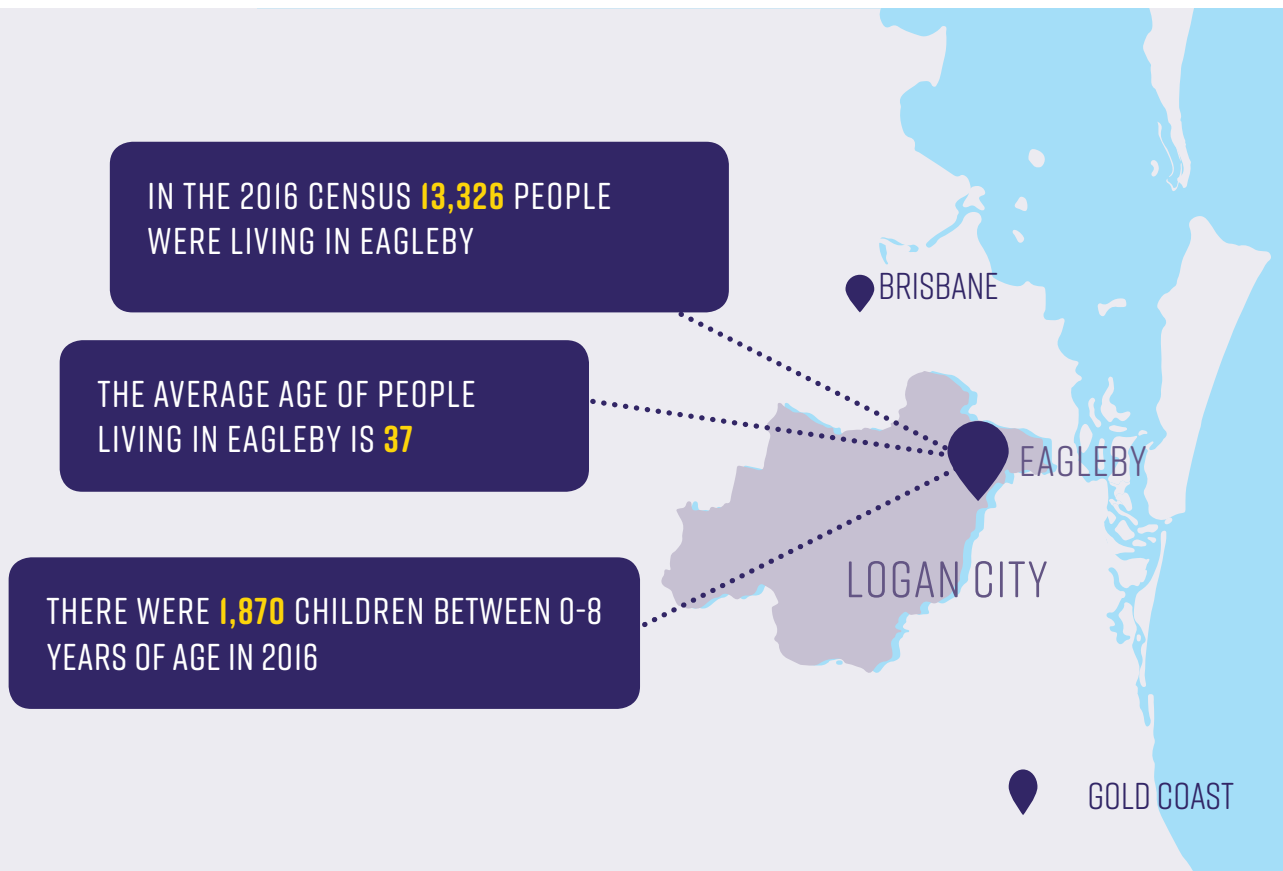 IN THE 2016 CENSUS 13,326 PEOPLE
WERE LIVING IN EAGLEBY
BRISBANE
THE AVERAGE AGE OF PEOPLE
LIVING IN EAGLEBY IS 37
EAGLEBY
LOGAN CITY
THERE WERE 1,870 CHILDREN BETWEEN 0-8
YEARS OF AGE IN 2016
GOLD COAST